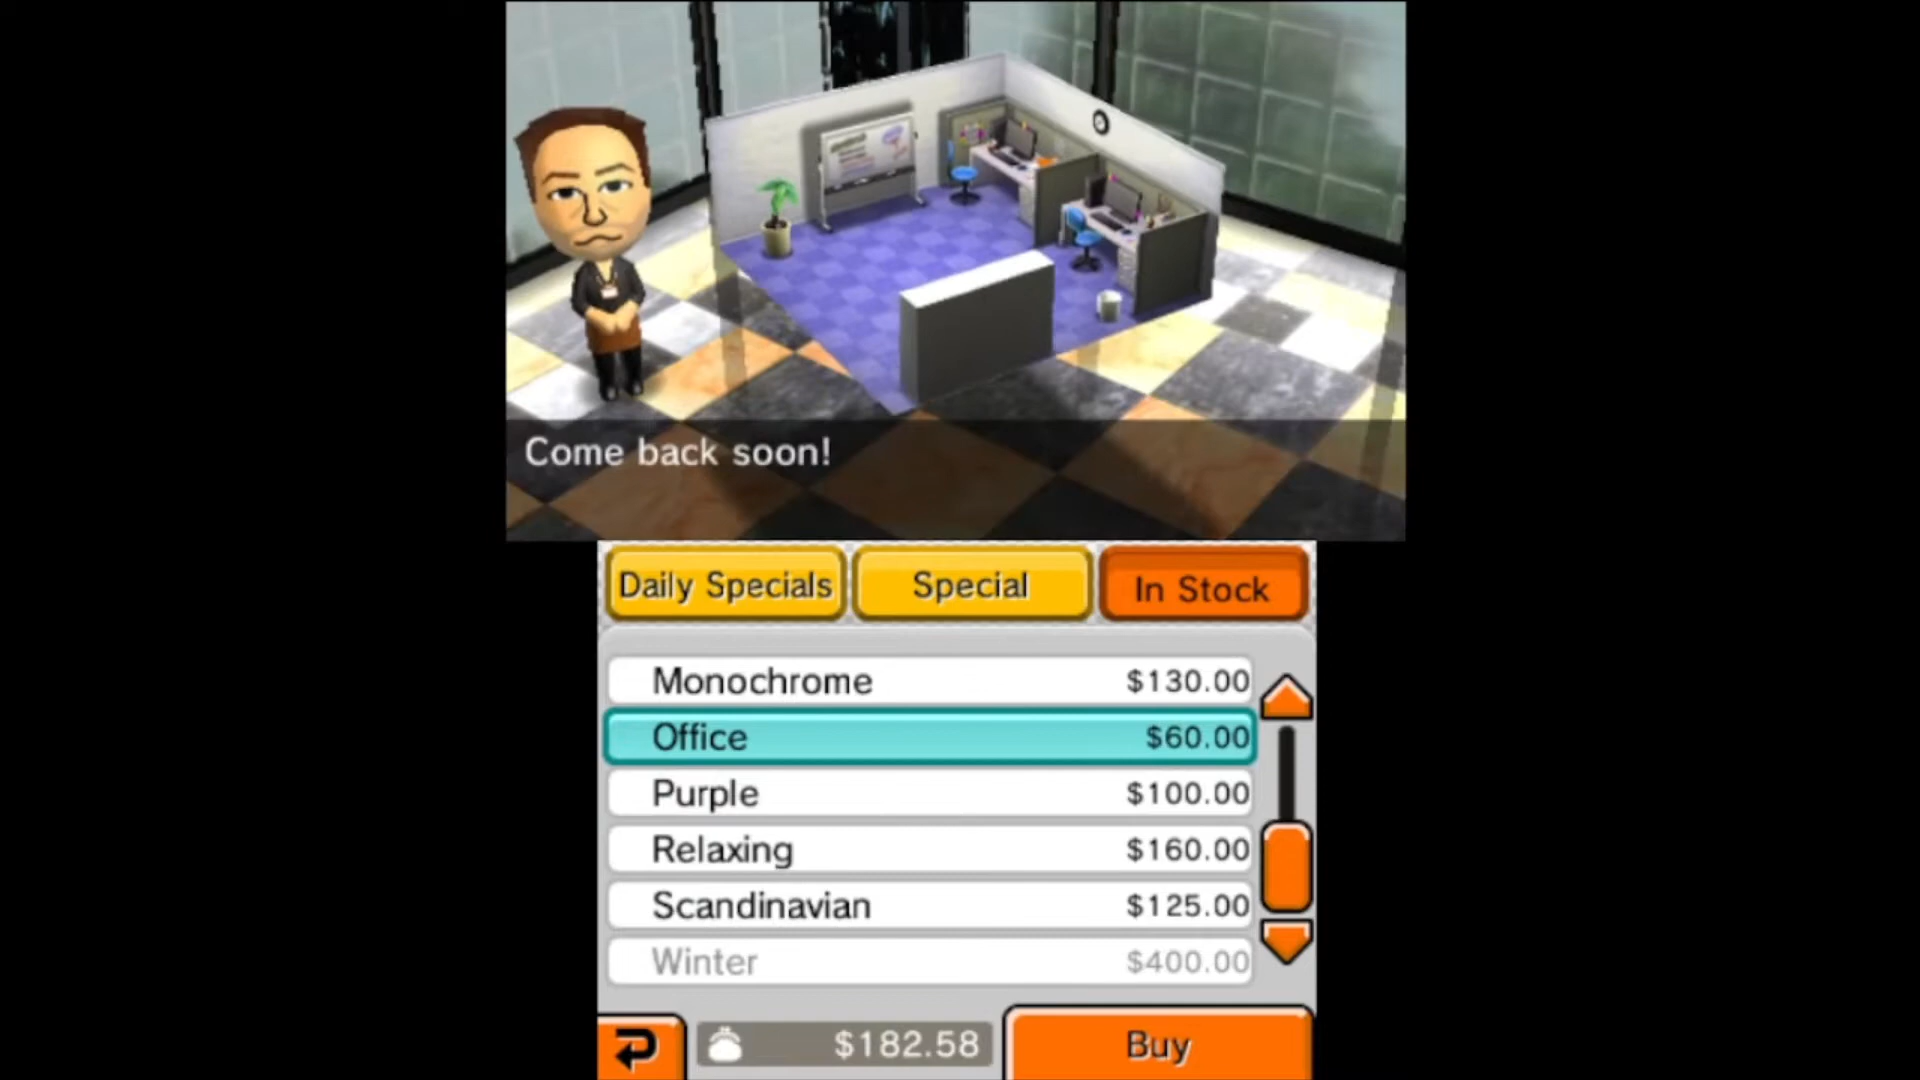 Come back soon!
Daily Specials
Special
In Stock
Monochrome $130.00
Office $60.00
Purple $100.00
Relaxing $160.00
Scandinavian $125.00
Winter $400.00
$182.58
Buy